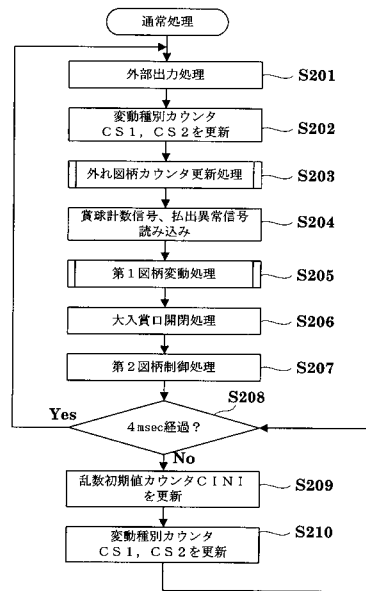 通常処理
外部出力処理
S201
変動種別カウンタ
CS1,CS2を更新
S202
外れ図柄カウンタ更新処理
S203
賞球計数信号、払出異常信号
読み込み
S204
第1図柄変動処理
S205
大入賞口開閉処理
S206
第2図柄制御処理
S207
S208
Yes
4msec経過?
No
乱数初期値カウンタCINI
を更新
S209
変動種別カウンタ
CS1,CS2を更新
S210